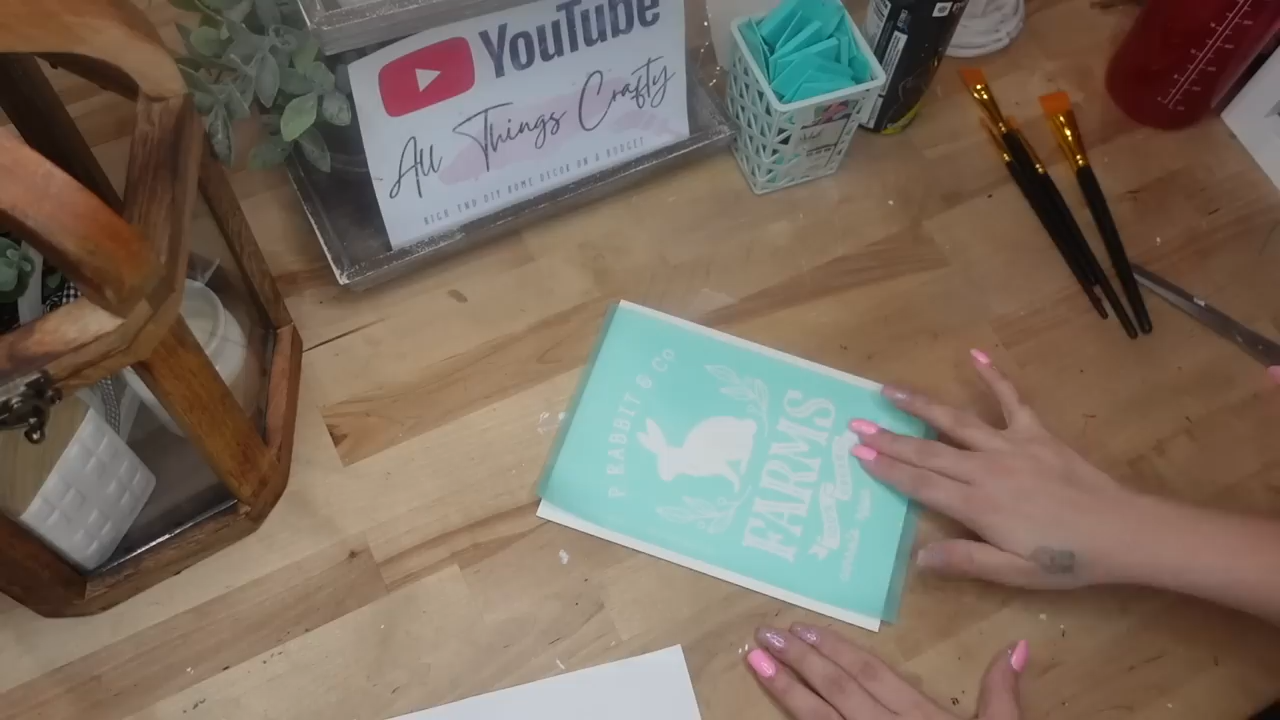 YouTube
All Things Crafty
HIGH-END DIY HOME DECOR ON A BUDGET
P RABBIT & Co
FARMS